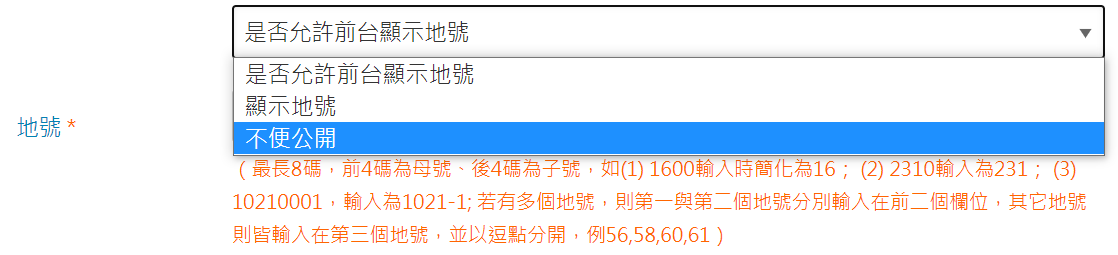 是否允許前台顯示地號
是否允許前台顯示地號
顯示地號
地號 *
不便公開
（最長8碼，前4碼為母號、後4碼為子號，如(1) 1600輸入時簡化為16； (2) 2310輸入為231； (3)
10210001，輸入為1021-1; 若有多個地號，則第一與第二個地號分別輸入在前二個欄位，其它地號
則皆輸入在第三個地號，並以逗點分開，例56,58,60,61）